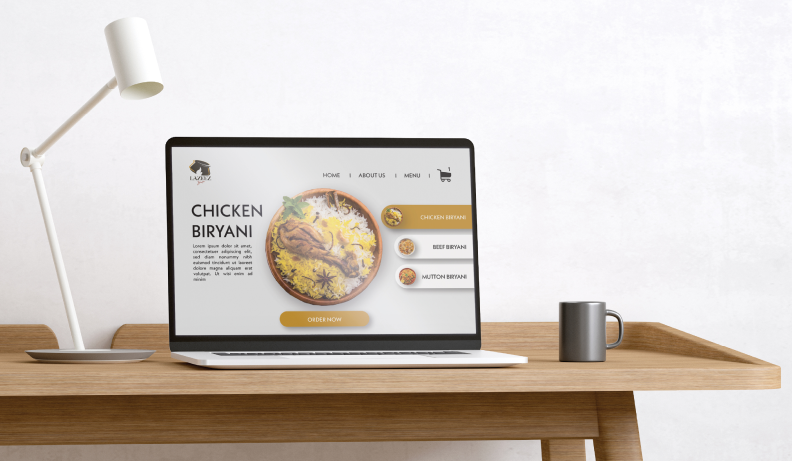 LAZEEZ
HOME | ABOUT US | MENU |
CHICKEN
BIRYANI
Lorem ipsum dolor sit amet,
consectetuer adipiscing elit,
sed diam nonummy nibh
euismod tincidunt ut laoreet
dolore magna aliquam erat
volutpat. Ut wisi enim ad
minim
CHICKEN BIRYANI
BEEF BIRYANI
MUTTON BIRYANI
ORDER NOW